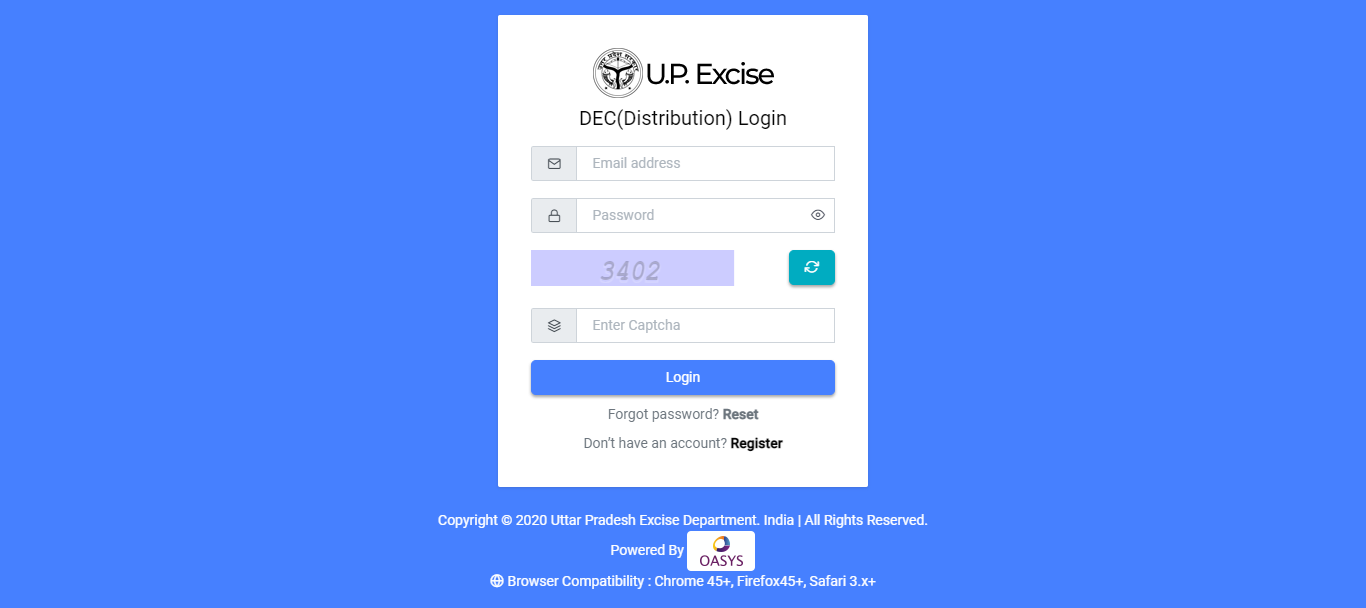 U.P. Excise
DEC(Distribution) Login
Email address
Password
3402
Enter Captcha
Login
Forgot password? Reset
Don’t have an account? Register
Copyright © 2020 Uttar Pradesh Excise Department. India | All Rights Reserved.
Powered By OASYS
Browser Compatibility : Chrome 45+, Firefox45+, Safari 3.x+